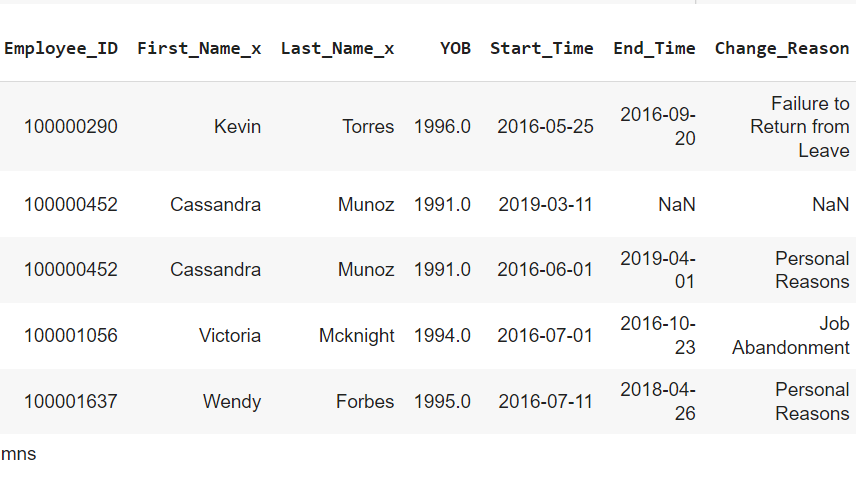 Employee_ID First_Name_x Last_Name_x YOB Start_Time End_Time Change_Reason
100000290 Kevin Torres 1996.0 2016-05-25 2016-09-20 Failure to Return from Leave
100000452 Cassandra Munoz 1991.0 2019-03-11 NaN NaN
100000452 Cassandra Munoz 1991.0 2016-06-01 2019-04-01 Personal Reasons
100001056 Victoria Mcknight 1994.0 2016-07-01 2016-10-23 Job Abandonment
100001637 Wendy Forbes 1995.0 2016-07-11 2018-04-26 Personal Reasons
mns